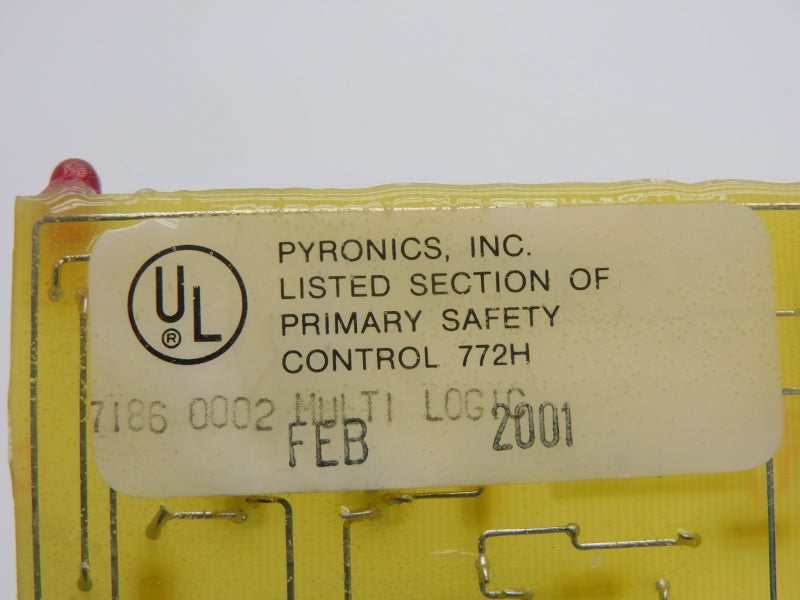 UL
®
PYRONICS, INC.
LISTED SECTION OF
PRIMARY SAFETY
CONTROL 772H
7186 0002 MULTI LOGIC
FEB 2001